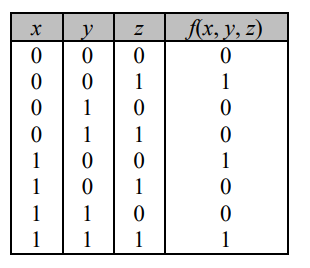 x y z f(x, y, z)
0 0 0 0
0 0 1 1
0 1 0 0
0 1 1 0
1 0 0 1
1 0 1 0
1 1 0 0
1 1 1 1